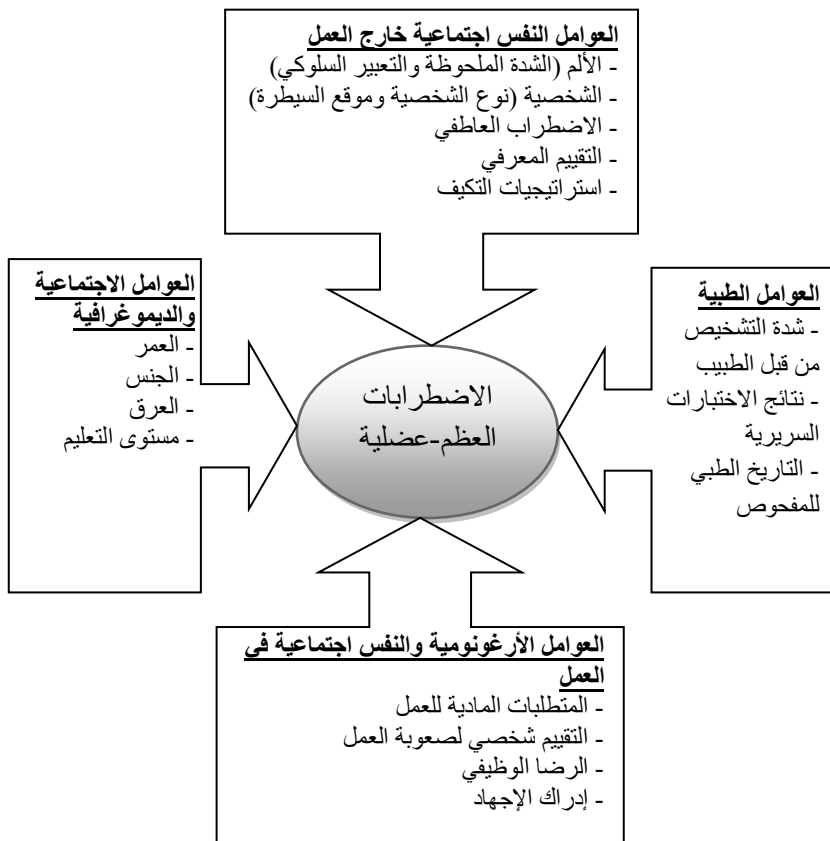 العوامل النفس اجتماعية خارج العمل
- الألم (الشدة الملحوظة والتعبير السلوكي)
- الشخصية (نوع الشخصية وموقع السيطرة)
- الاضطراب العاطفي
- التقييم المعرفي
- استراتيجيات التكيف
العوامل الطبية
- شدة التشخيص
من قبل الطبيب
- نتائج الاختبارات
السريرية
- التاريخ الطبي
للمفحوص
الاضطرابات
العظم-عضلية
العوامل الاجتماعية
والديموغرافية
- العمر
- الجنس
- العرق
- مستوى التعليم
العوامل الأرغونومية والنفس اجتماعية في
العمل
- المتطلبات المادية للعمل
- التقييم شخصي لصعوبة العمل
- الرضا الوظيفي
- إدراك الإجهاد